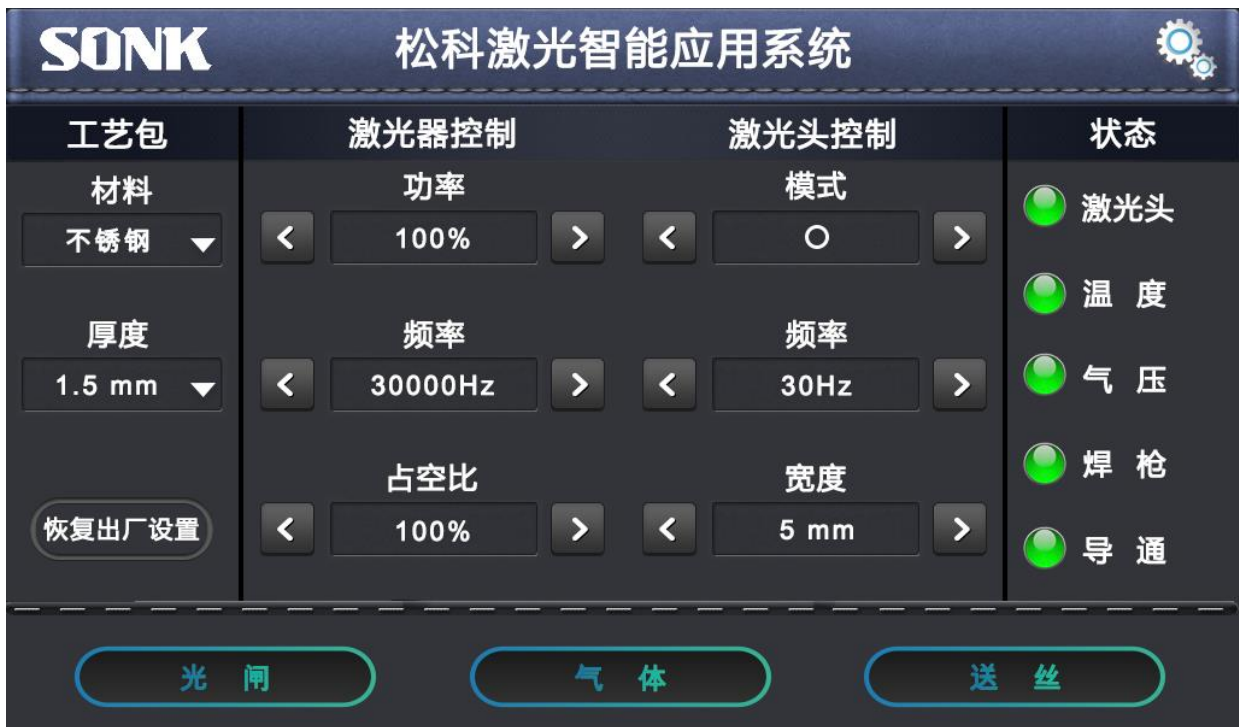 SONK
松科激光智能应用系统
工艺包
激光器控制
激光头控制
状态
材料
不锈钢
厚度
1.5 mm
恢复出厂设置
功率
100%
频率
30000Hz
占空比
100%
模式
频率
30Hz
宽度
5 mm
激光头
温度
气压
焊枪
导通
光闸
气体
送丝